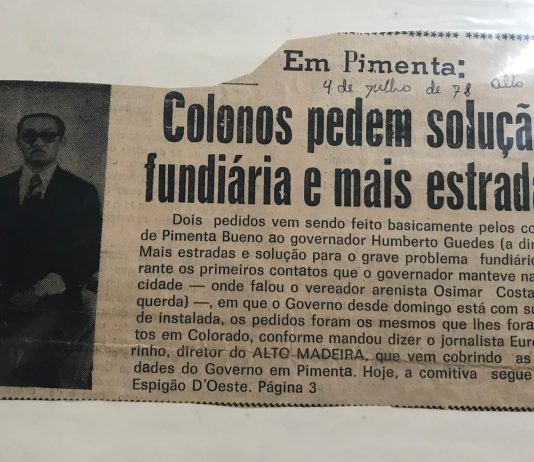 Em Pimenta:
4 de julho de 78 Alto
Colonos pedem soluçã
fundiária e mais estrada
Dois pedidos vem sendo feito basicamente pelos co
de Pimenta Bueno ao governador Humberto Guedes (a dir
Mais estradas e solução para o grave problema fundiário
rante os primeiros contatos que o governador manteve na
cidade — onde falou o vereador arenista Osimar Costa
querda) —, em que o Governo desde domingo está com su
de instalada, os pedidos foram os mesmos que lhes fora
tos em Colorado, conforme mandou dizer o jornalista Eur
rinho, diretor do ALTO MADEIRA, que vem cobrindo as
dades do Governo em Pimenta. Hoje, a comitiva segue
Espigão D'Oeste. Página 3